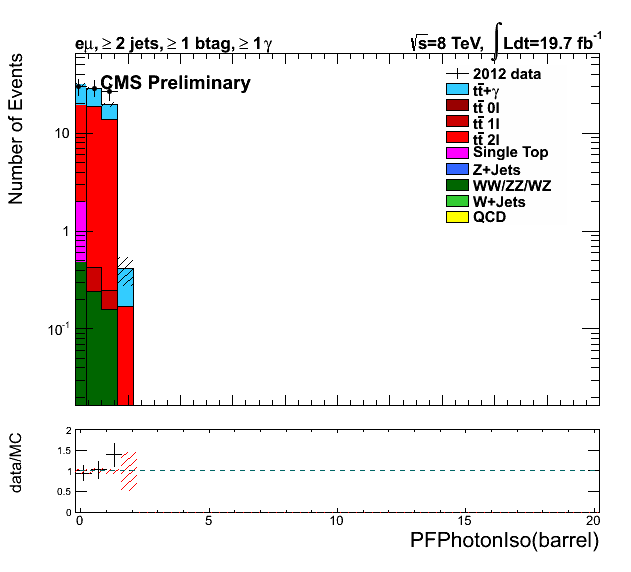 eμ, ≥ 2 jets, ≥ 1 btag, ≥ 1γ
√s=8 TeV, ∫Ldt=19.7 fb⁻¹
CMS Preliminary
Number of Events
10
1
10⁻¹
2012 data
tt̄+γ
tt̄ 0l
tt̄ 1l
tt̄ 2l
Single Top
Z+Jets
WW/ZZ/WZ
W+Jets
QCD
data/MC
2
1.5
1
0.5
0
0 5 10 15 20
PFPhotonIso(barrel)